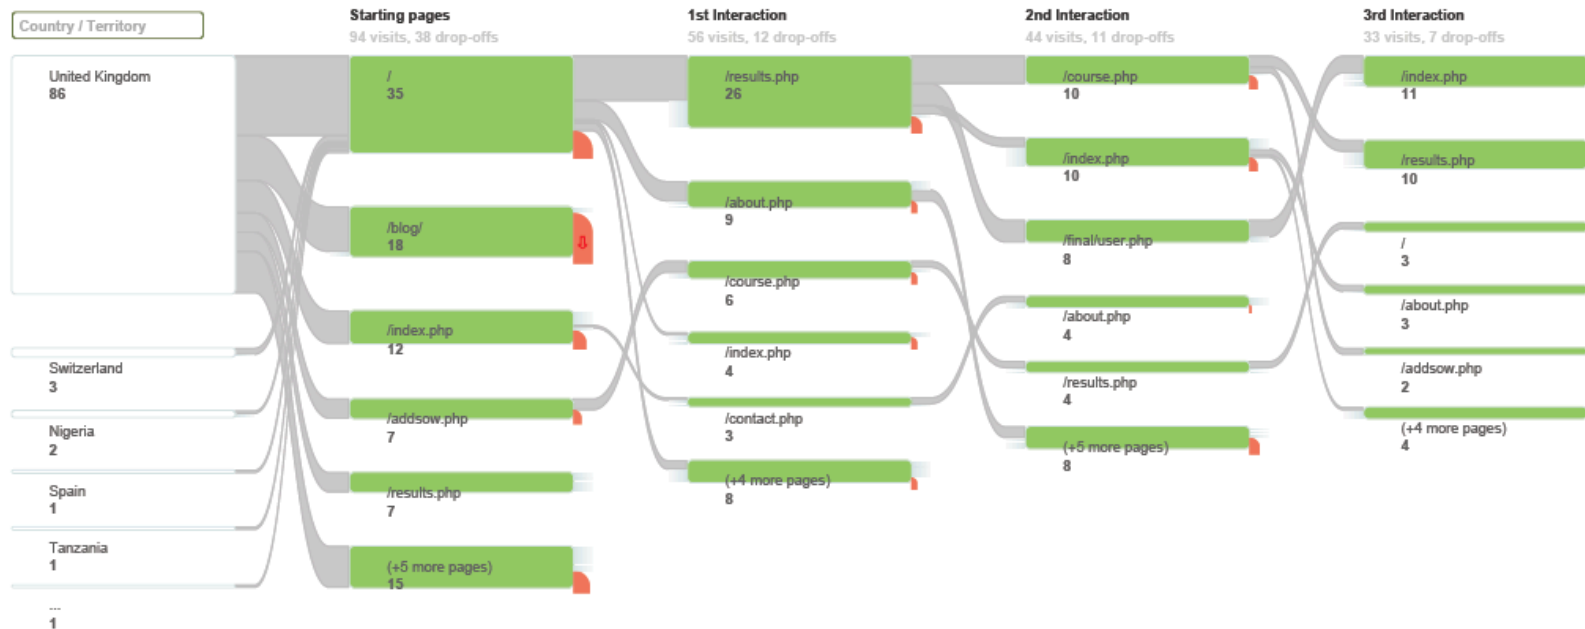 Country / Territory
Starting pages
94 visits, 38 drop-offs
1st Interaction
56 visits, 12 drop-offs
2nd Interaction
44 visits, 11 drop-offs
3rd Interaction
33 visits, 7 drop-offs
United Kingdom
86
Switzerland
3
Nigeria
2
Spain
1
Tanzania
1
...
1
/
35
/blog/
18
/index.php
12
/addsow.php
7
/results.php
7
(+5 more pages)
15
/results.php
26
/about.php
9
/course.php
6
/index.php
4
/contact.php
3
(+4 more pages)
8
/course.php
10
/index.php
10
/final/user.php
8
/about.php
4
/results.php
4
(+5 more pages)
8
/index.php
11
/results.php
10
/
3
/about.php
3
/addsow.php
2
(+4 more pages)
4